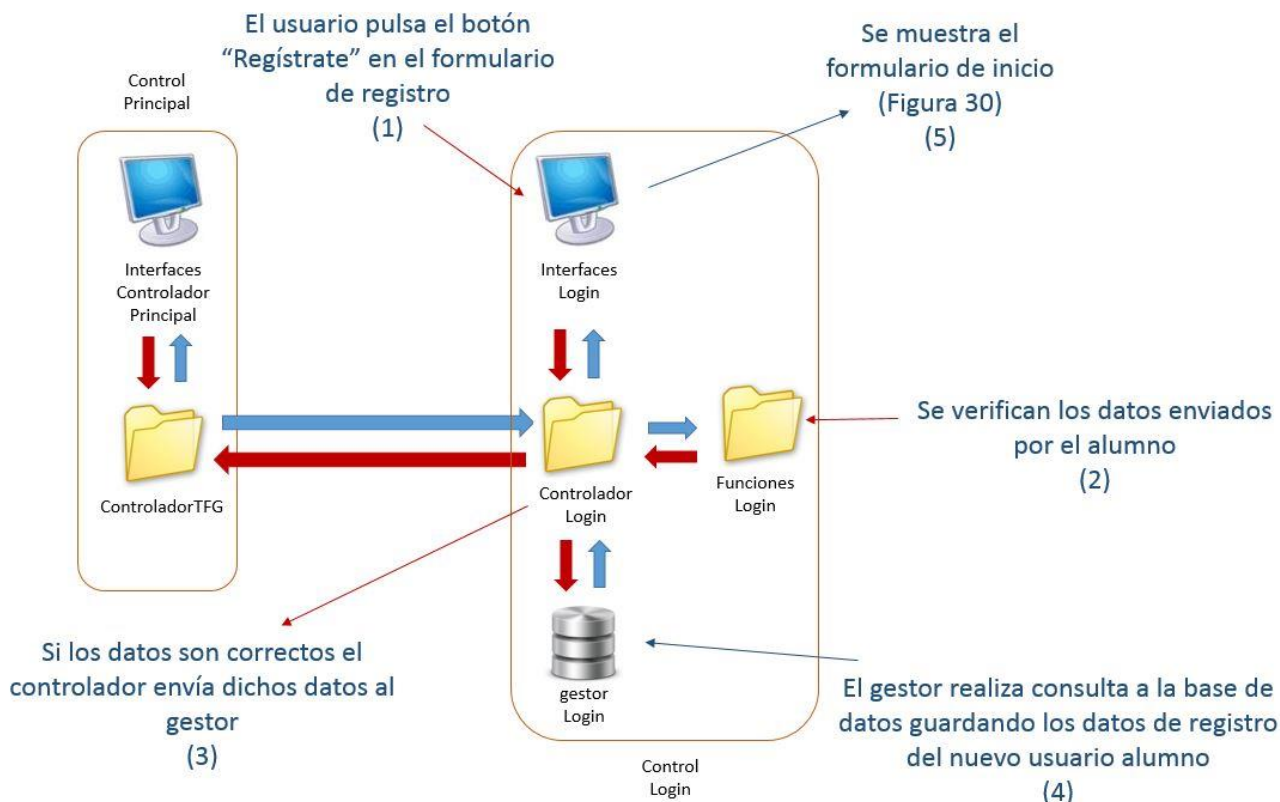 El usuario pulsa el botón
“Regístrate” en el formulario
de registro
(1)
Se muestra el
formulario de inicio
(Figura 30)
(5)
Control
Principal
Interfaces
Controlador
Principal
Interfaces
Login
ControladorTFG
Controlador
Login
Funciones
Login
Se verifican los datos enviados
por el alumno
(2)
Si los datos son correctos el
controlador envía dichos datos al
gestor
(3)
gestor
Login
El gestor realiza consulta a la base de
datos guardando los datos de registro
del nuevo usuario alumno
(4)
Control
Login